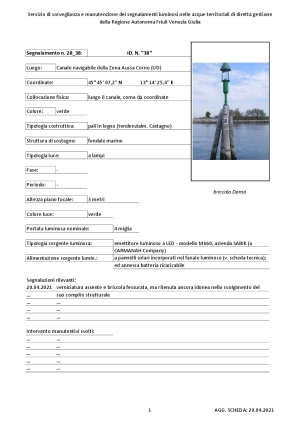 Servizio di sorveglianza e manutenzione dei segnalamenti luminosi nelle acque territoriali di diretta gestione
della Regione Autonoma Friuli Venezia Giulia
Segnalamento n. 28_38: ID. N. "38"
Luogo: Canale navigabile della Zona Aussa Corno (UD)
Coordinate: 45° 45' 07,2" N 13° 14' 25,4" E
Collocazione fisica: lungo il canale, come da coordinate
Colore: verde
Tipologia costruttiva: pali in legno (tendenzialm. Castagno)
Struttura di sostegno: fondale marino
Tipologia luce: a lampi
Fase: -
Periodo: -
Altezza piano focale: 3 metri
Colore luce: verde
Portata luminosa nominale: 4 miglia
Tipologia sorgente luminosa: emettitore luminoso a LED - modello M660, azienda SABIK (o
CARMANAH Company)
Alimentazione sorgente lumin.: a pannelli solari incorporati nel fanale luminoso (v. scheda tecnica);
ed annessa batteria ricaricabile
bricola Dama
Segnalazioni rilevanti:
20.04.2021 verniciatura assente e briccola fessurata, ma ritenuta ancora idonea nello svolgimento del
... suo compito strutturale
...
...
...
Intervento manutentivi svolti:
...
...
...
...
...
1 AGG. SCHEDA: 20.04.2021